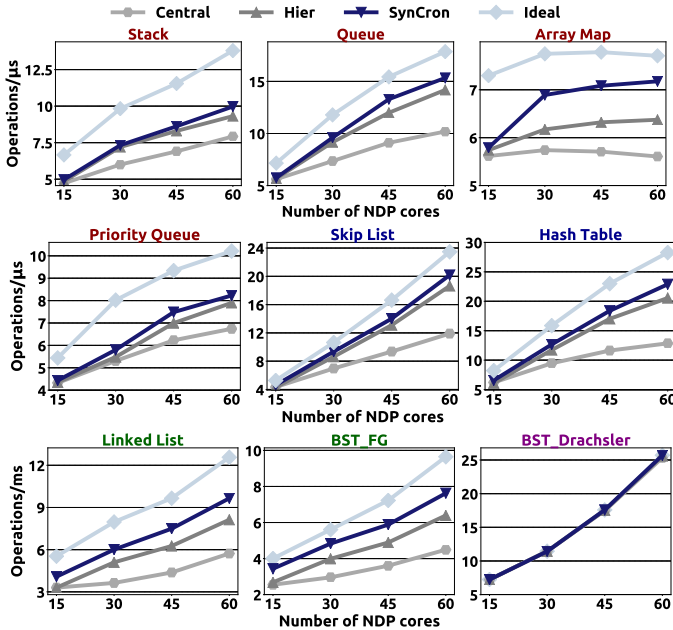 Central Hier SynCron Ideal
Stack Queue Array Map
Operations/µs
12.5
10
7.5
5
15 30 45 60
15
10
5
15 30 45 60
7
6
5
15 30 45 60
Number of NDP cores
Priority Queue Skip List Hash Table
Operations/µs
10
9
8
7
6
5
4
15 30 45 60
24
20
16
12
8
4
15 30 45 60
30
25
20
15
10
5
15 30 45 60
Number of NDP cores
Linked List BST_FG BST_Drachsler
Operations/ms
12
9
6
3
15 30 45 60
10
8
6
4
2
15 30 45 60
25
20
15
10
5
15 30 45 60
Number of NDP cores